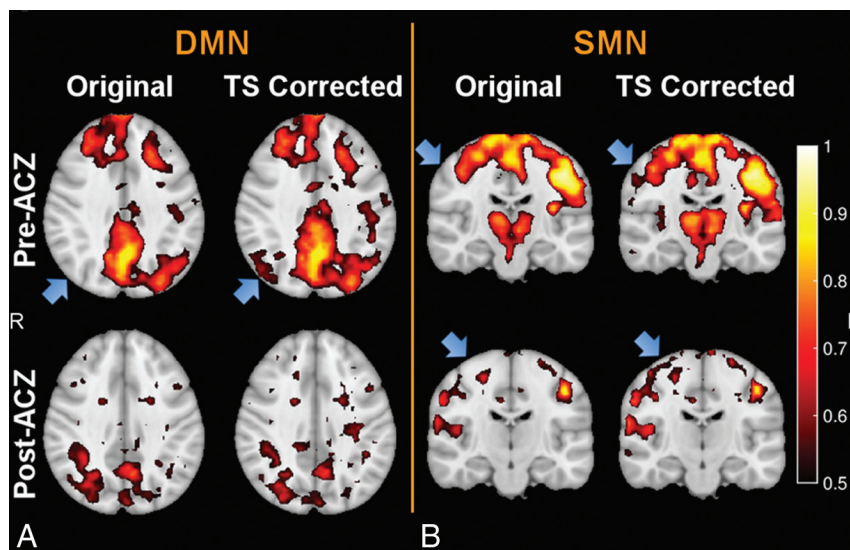 DMN
SMN
Original
TS Corrected
Original
TS Corrected
Pre-ACZ
R
Post-ACZ
1
0.9
0.8
0.7
0.6
0.5
A
B